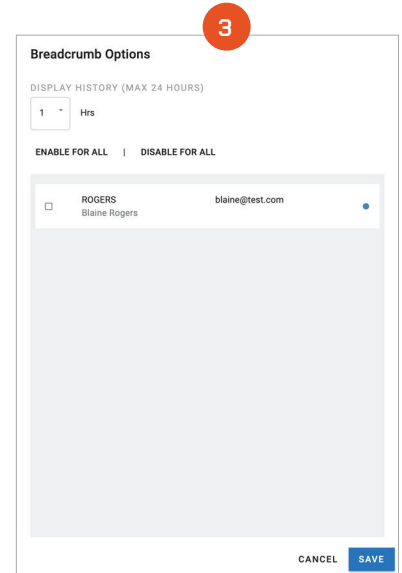 3
Breadcrumb Options
DISPLAY HISTORY (MAX 24 HOURS)
1 Hrs
ENABLE FOR ALL | DISABLE FOR ALL
ROGERS blaine@test.com
Blaine Rogers
CANCEL SAVE